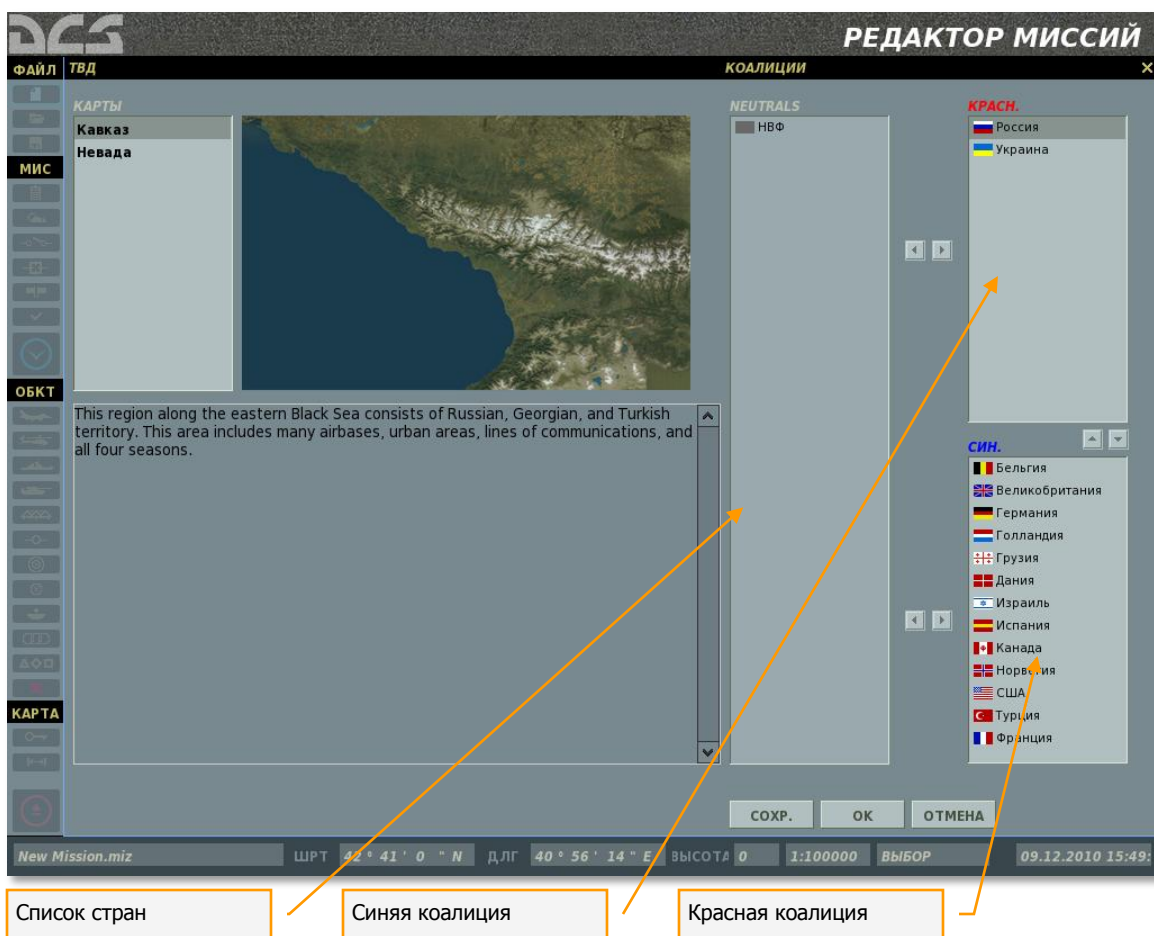 DCS
РЕДАКТОР МИССИЙ
ФАЙЛ
ТВД
КОАЛИЦИИ
КАРТЫ
Кавказ
Невада
NEUTRALS
НВФ
КРАСН.
Россия
Украина
МИС
ОБКТ
This region along the eastern Black Sea consists of Russian, Georgian, and Turkish
territory. This area includes many airbases, urban areas, lines of communications, and
all four seasons.
СИН.
Бельгия
Великобритания
Германия
Голландия
Грузия
Дания
Израиль
Испания
Канада
Норвегия
США
Турция
Франция
КАРТА
СОХР.
ОК
ОТМЕНА
New Mission.miz
ШРТ 42 ° 41 ' 0 " N ДЛГ 40 ° 56 ' 14 " E ВЫСОТА 0 1:100000 ВЫБОР 09.12.2010 15:49:
Список стран
Синяя коалиция
Красная коалиция